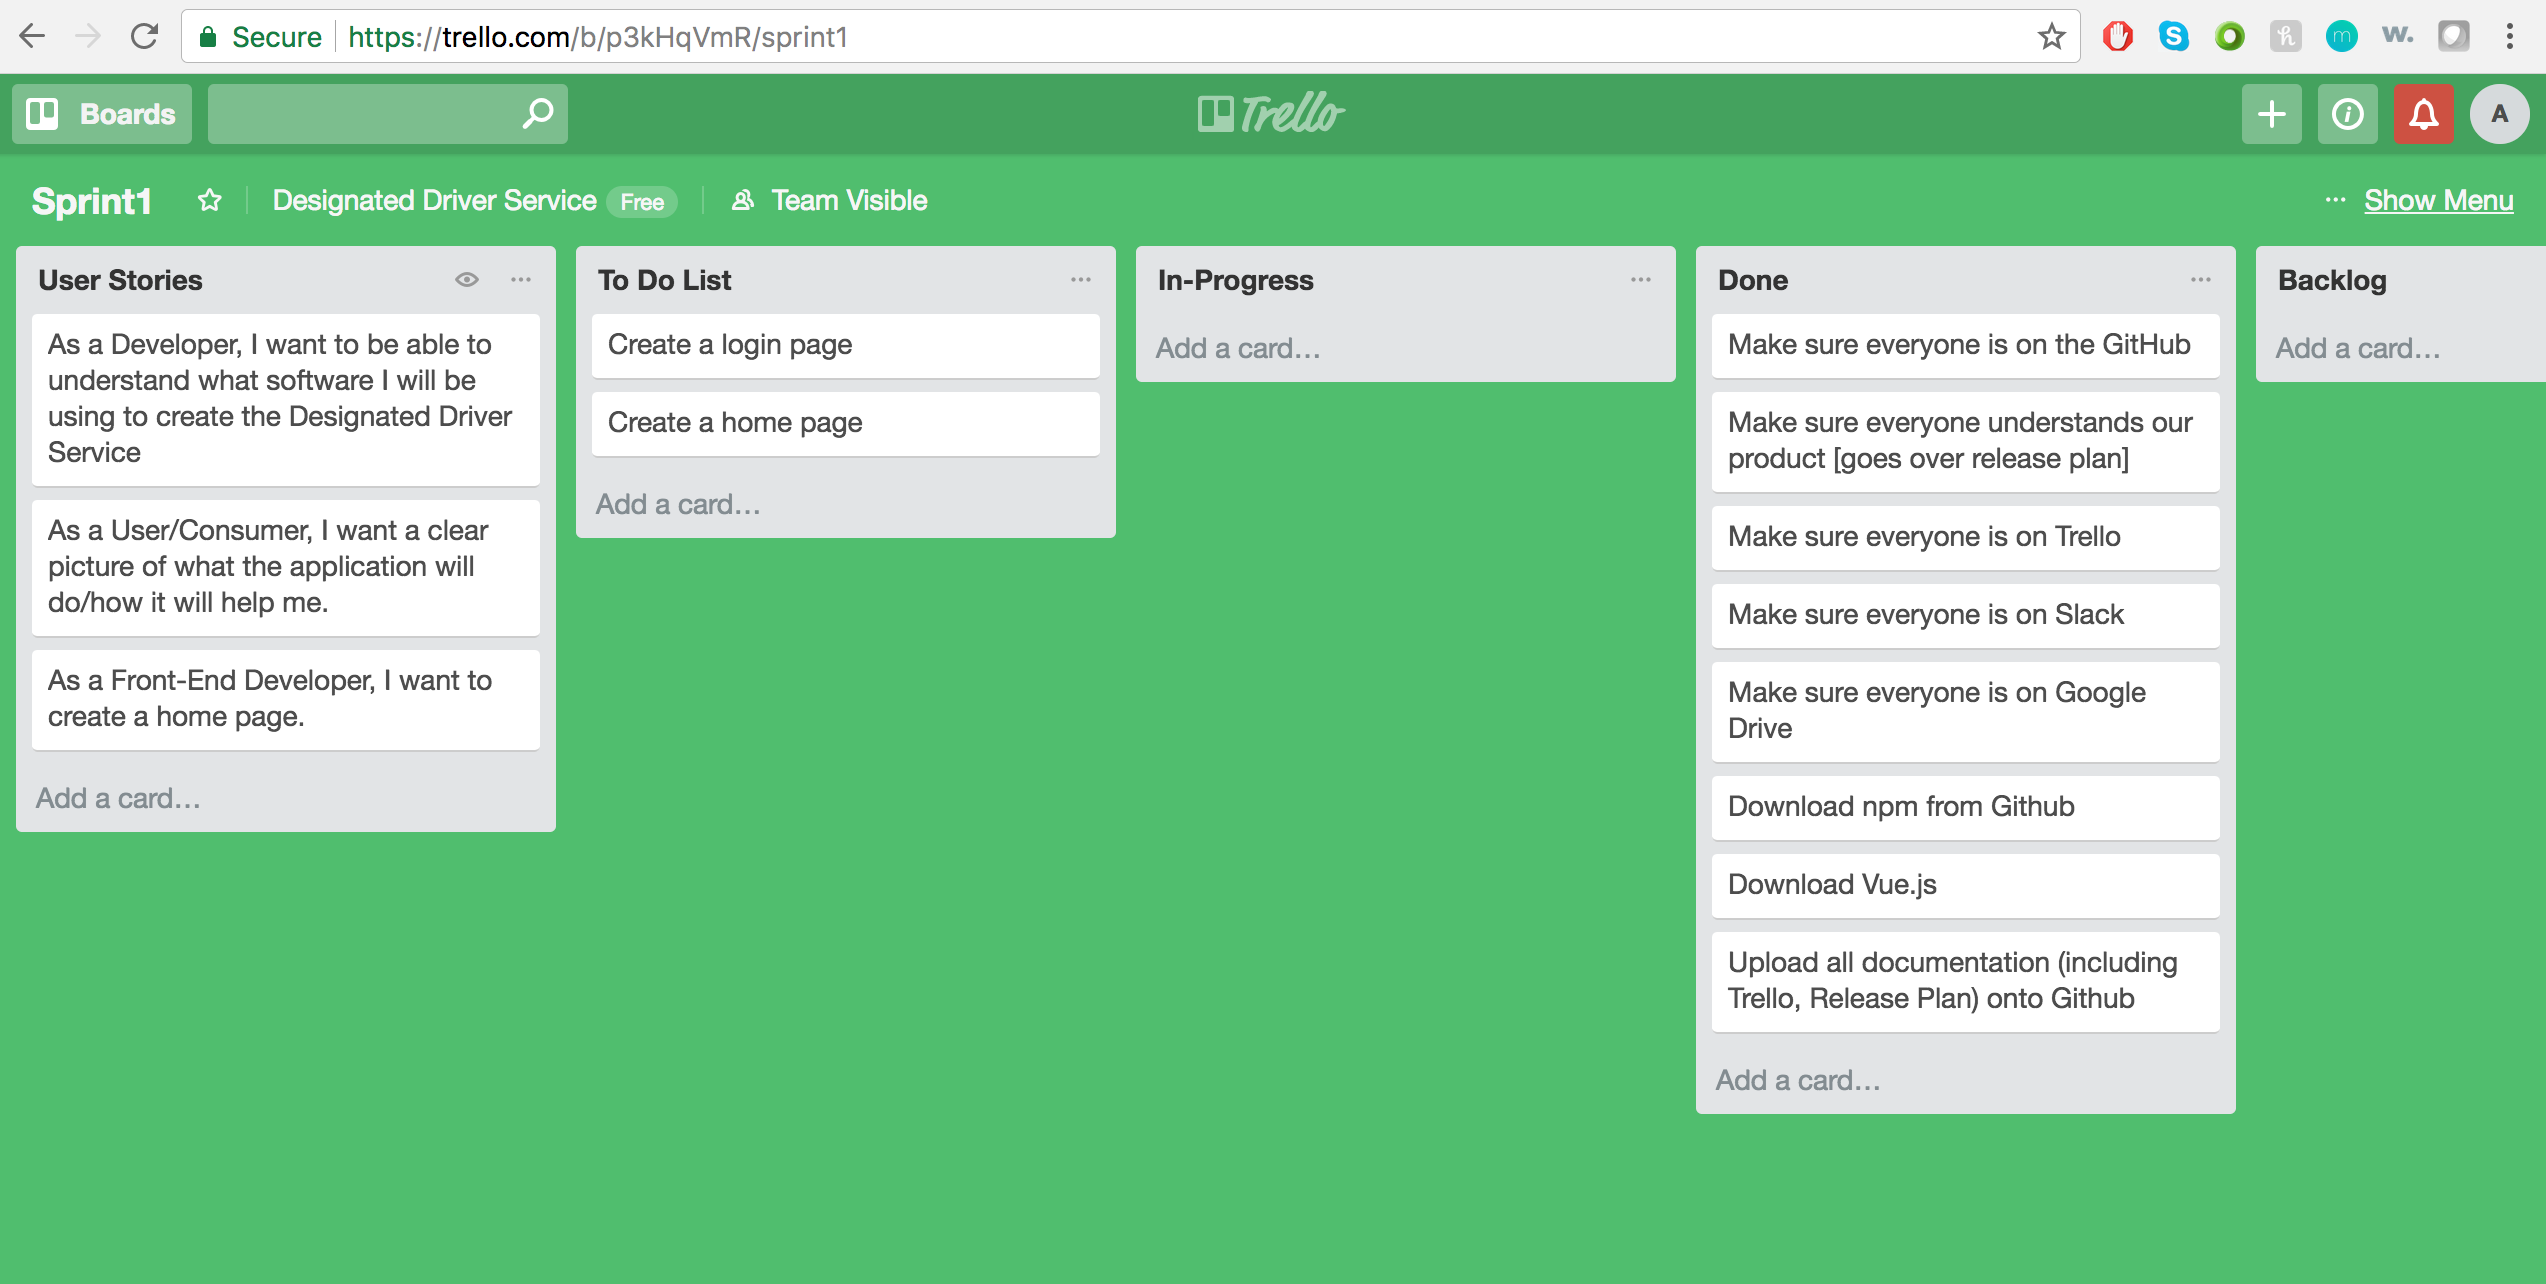 Secure https://trello.com/b/p3kHqVmR/sprint1
Boards
Trello
A
Sprint1
Designated Driver Service
Free
Team Visible
Show Menu
User Stories
As a Developer, I want to be able to
understand what software I will be
using to create the Designated Driver
Service
As a User/Consumer, I want a clear
picture of what the application will
do/how it will help me.
As a Front-End Developer, I want to
create a home page.
Add a card...
To Do List
Create a login page
Create a home page
Add a card...
In-Progress
Add a card...
Done
Make sure everyone is on the GitHub
Make sure everyone understands our
product [goes over release plan]
Make sure everyone is on Trello
Make sure everyone is on Slack
Make sure everyone is on Google
Drive
Download npm from Github
Download Vue.js
Upload all documentation (including
Trello, Release Plan) onto Github
Add a card...
Backlog
Add a card...